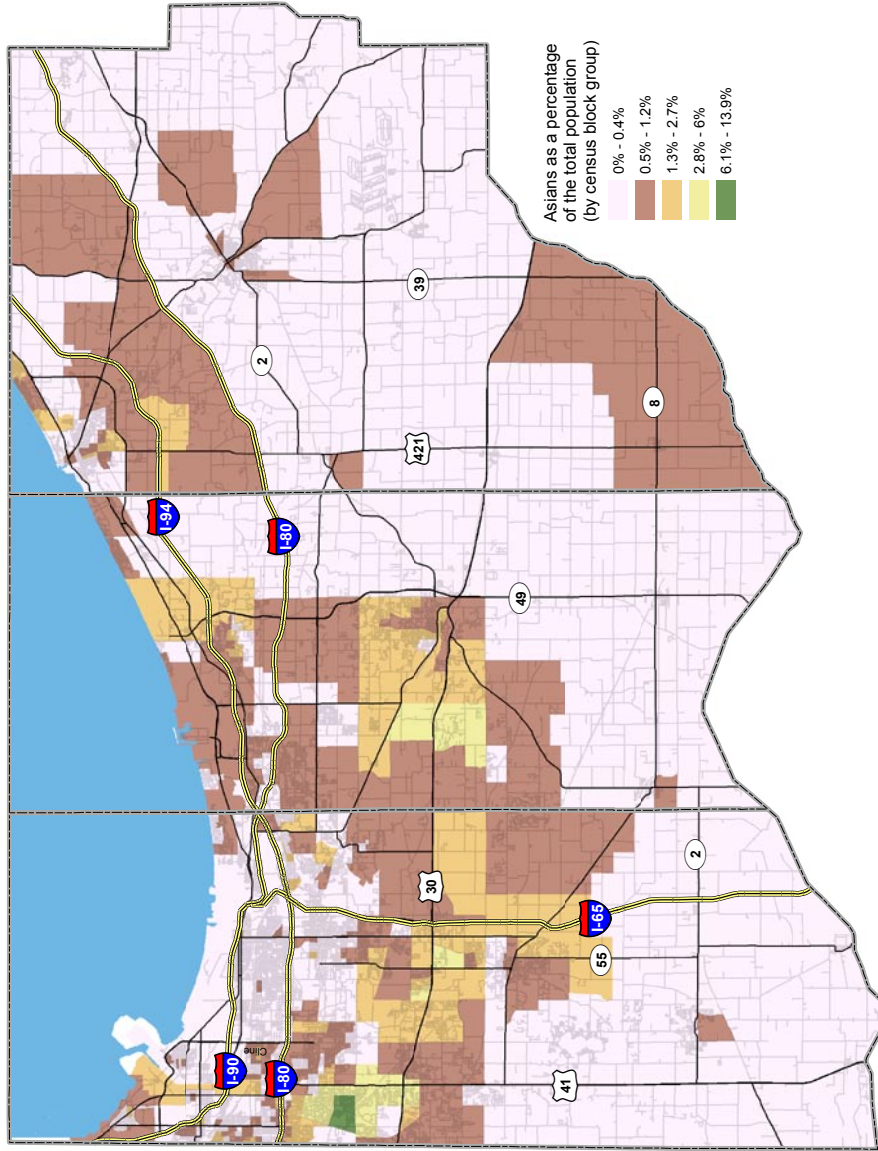 Asians as a percentage
of the total population
(by census block group)
0% - 0.4%
0.5% - 1.2%
1.3% - 2.7%
2.8% - 6%
6.1% - 13.9%
I-94
I-80
2
39
421
8
49
30
2
I-65
55
I-90
Cline
I-80
41